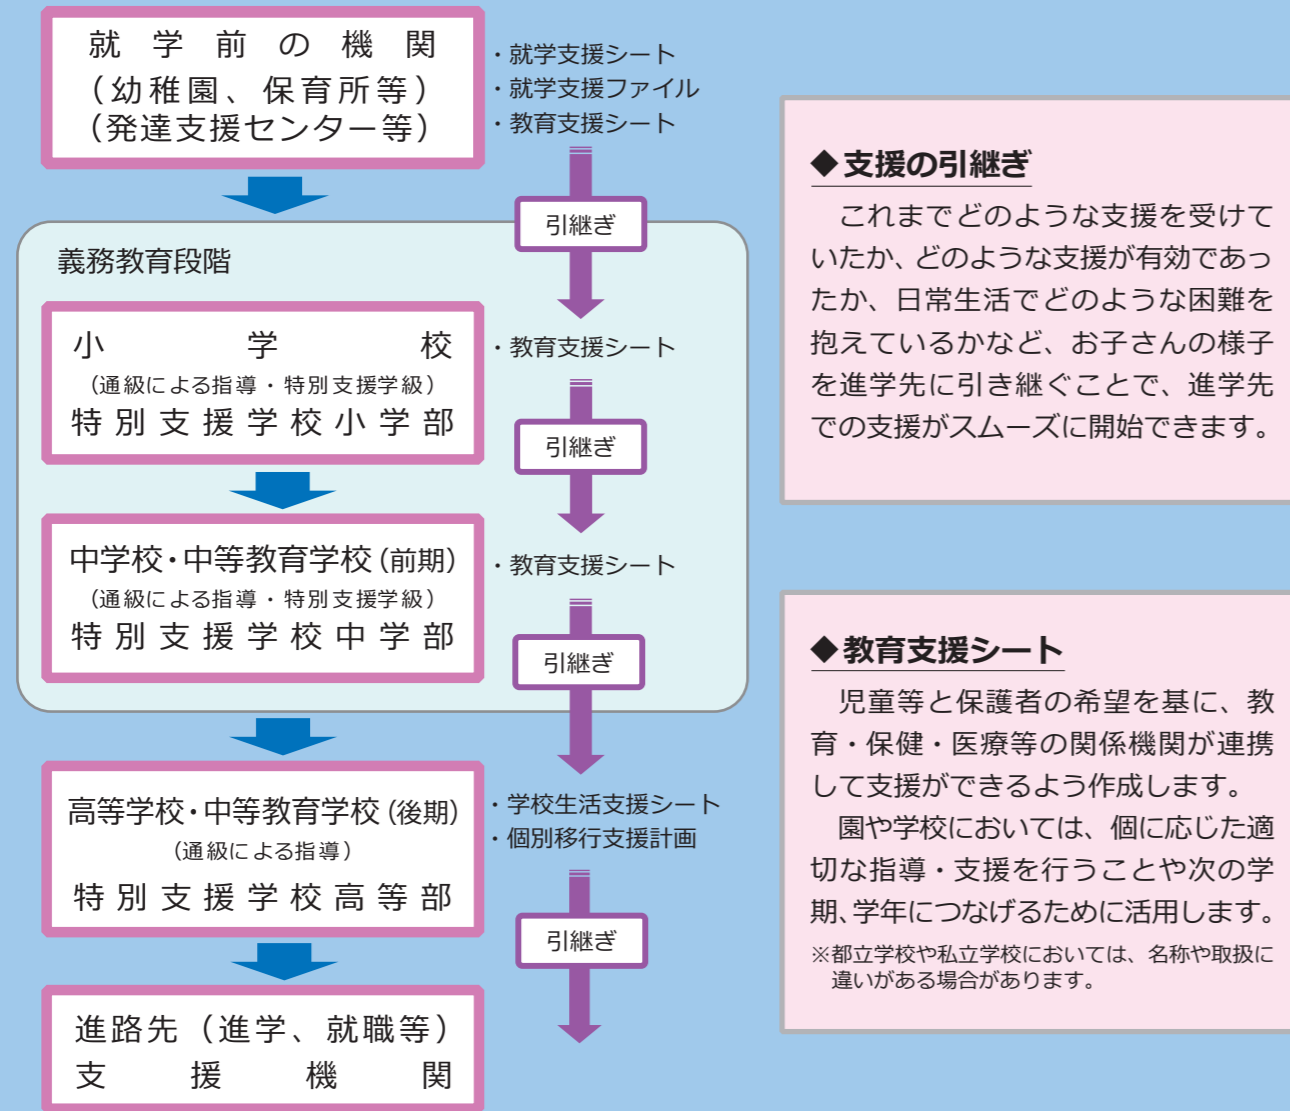 就学前の機関
（幼稚園、保育所等）
（発達支援センター等）
・就学支援シート
・就学支援ファイル
・教育支援シート
引継ぎ
義務教育段階
小学校
（通級による指導・特別支援学級）
特別支援学校小学部
・教育支援シート
引継ぎ
中学校・中等教育学校（前期）
（通級による指導・特別支援学級）
特別支援学校中学部
・教育支援シート
引継ぎ
高等学校・中等教育学校（後期）
（通級による指導）
特別支援学校高等部
・学校生活支援シート
・個別移行支援計画
引継ぎ
進路先（進学、就職等）
支援機関
◆支援の引継ぎ
これまでどのような支援を受けて
いたか、どのような支援が有効であっ
たか、日常生活でどのような困難を
抱えているかなど、お子さんの様子
を進学先に引き継ぐことで、進学先
での支援がスムーズに開始できます。
◆教育支援シート
児童等と保護者の希望を基に、教
育・保健・医療等の関係機関が連携
して支援ができるよう作成します。
園や学校においては、個に応じた適
切な指導・支援を行うことや次の学
期、学年につなげるために活用します。
※都立学校や私立学校においては、名称や取扱に
違いがある場合があります。